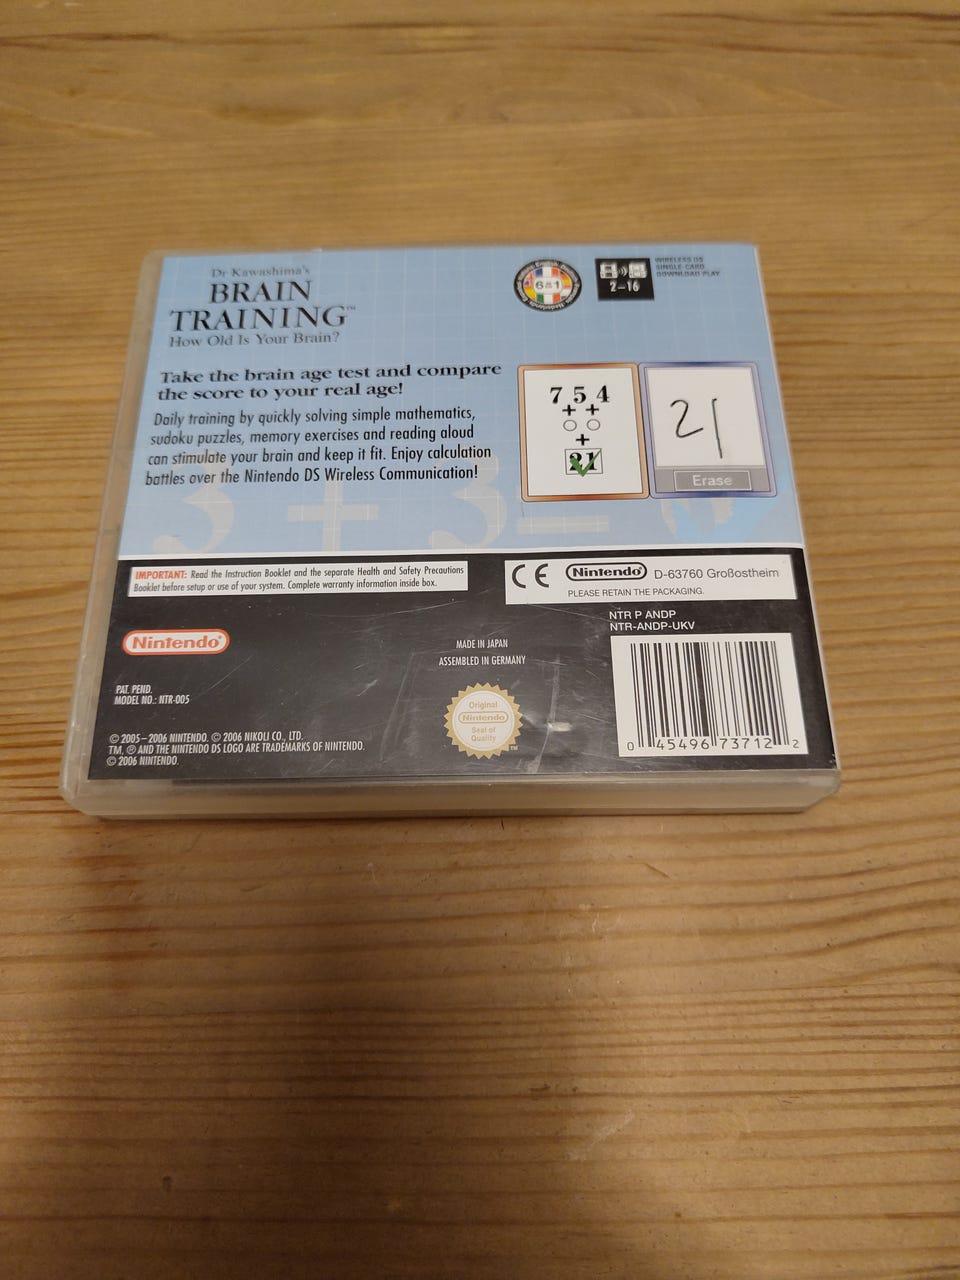 Dr Kawashima's
BRAIN
TRAINING™
How Old Is Your Brain?
6in1
2-16
WIRELESS DS
SINGLE-CARD
DOWNLOAD PLAY
Take the brain age test and compare
the score to your real age!
Daily training by quickly solving simple mathematics,
sudoku puzzles, memory exercises and reading aloud
can stimulate your brain and keep it fit. Enjoy calculation
battles over the Nintendo DS Wireless Communication!
7 5 4
+ +
+
21
21
Erase
3+3=
IMPORTANT: Read the Instruction Booklet and the separate Health and Safety Precautions
Booklet before setup or use of your system. Complete warranty information inside box.
CE Nintendo® D-63760 Großostheim
PLEASE RETAIN THE PACKAGING.
NTR P ANDP
NTR-ANDP-UKV
Nintendo®
MADE IN JAPAN
ASSEMBLED IN GERMANY
PAT. PEND.
MODEL NO.: NTR-005
Original
Nintendo
Seal of
Quality
TM
© 2005–2006 NINTENDO. © 2006 NIKOLI CO., LTD.
TM, ® AND THE NINTENDO DS LOGO ARE TRADEMARKS OF NINTENDO.
© 2006 NINTENDO.
0 45496 73712 2